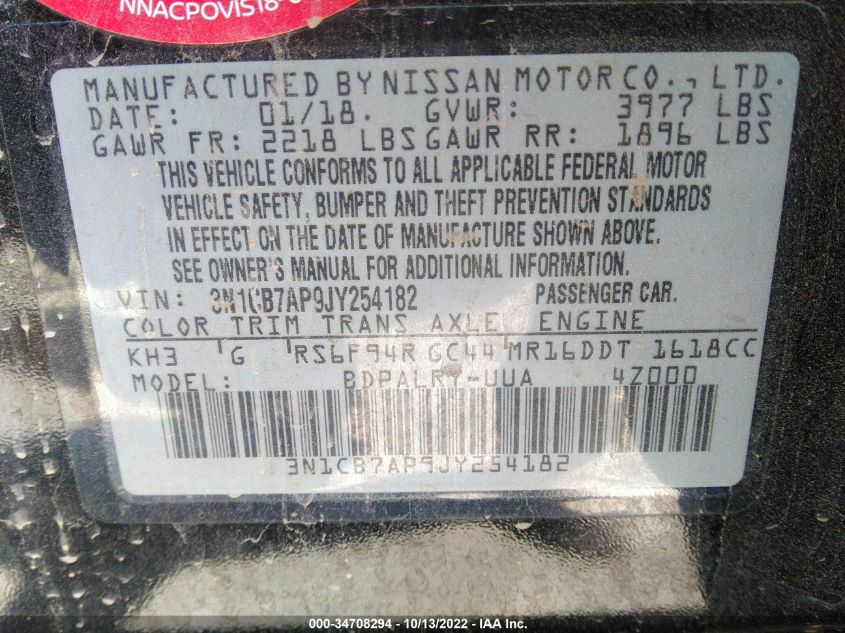 NNACPOVIS18-
MANUFACTURED BY NISSAN MOTOR CO., LTD.
DATE: 01/18. GVWR: 3977 LBS
GAWR FR: 2218 LBS GAWR RR: 1896 LBS
THIS VEHICLE CONFORMS TO ALL APPLICABLE FEDERAL MOTOR
VEHICLE SAFETY, BUMPER AND THEFT PREVENTION STANDARDS
IN EFFECT ON THE DATE OF MANUFACTURE SHOWN ABOVE.
SEE OWNER'S MANUAL FOR ADDITIONAL INFORMATION.
VIN: 3N1CB7AP9JY254182 PASSENGER CAR.
COLOR TRIM TRANS AXLE ENGINE
KH3 G RS6F94R GC44 MR16DDT 1618CC
MODEL: BDPALRY-UUA 4Z000
3N1CB7AP9JY254182
000-34708294 - 10/13/2022 - IAA Inc.